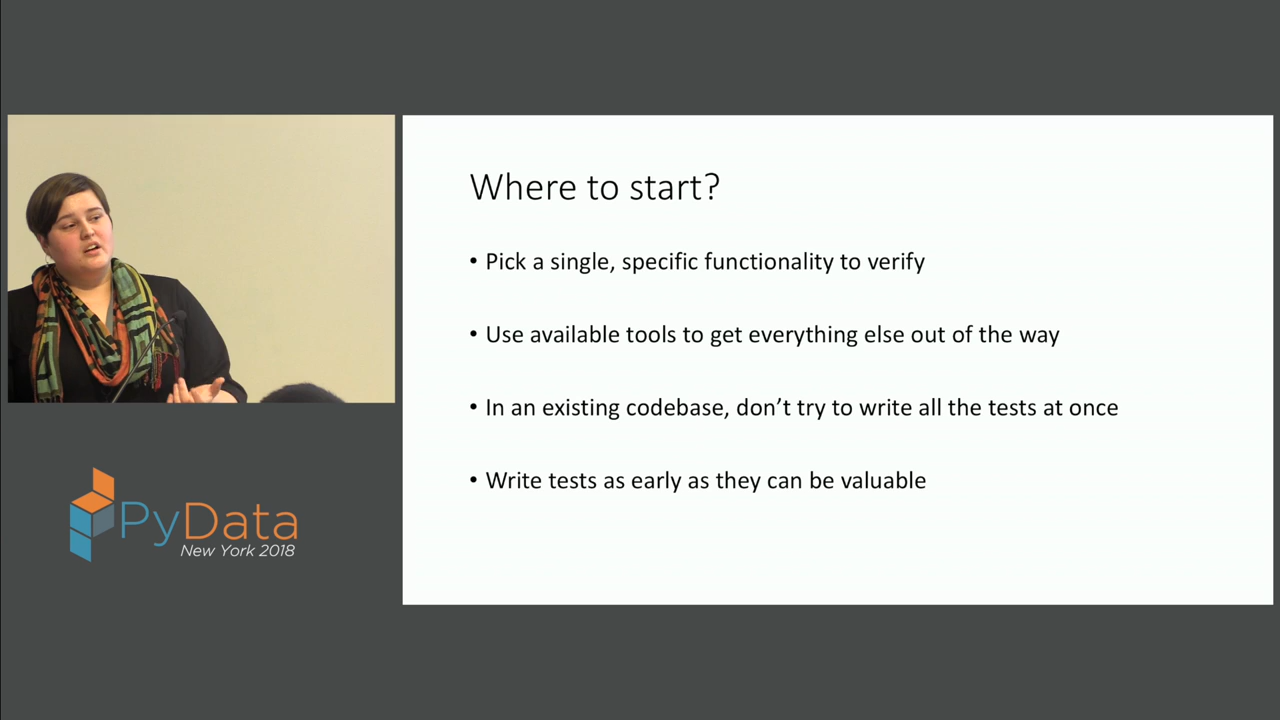 Where to start?
• Pick a single, specific functionality to verify
• Use available tools to get everything else out of the way
• In an existing codebase, don’t try to write all the tests at once
• Write tests as early as they can be valuable
PyData
New York 2018